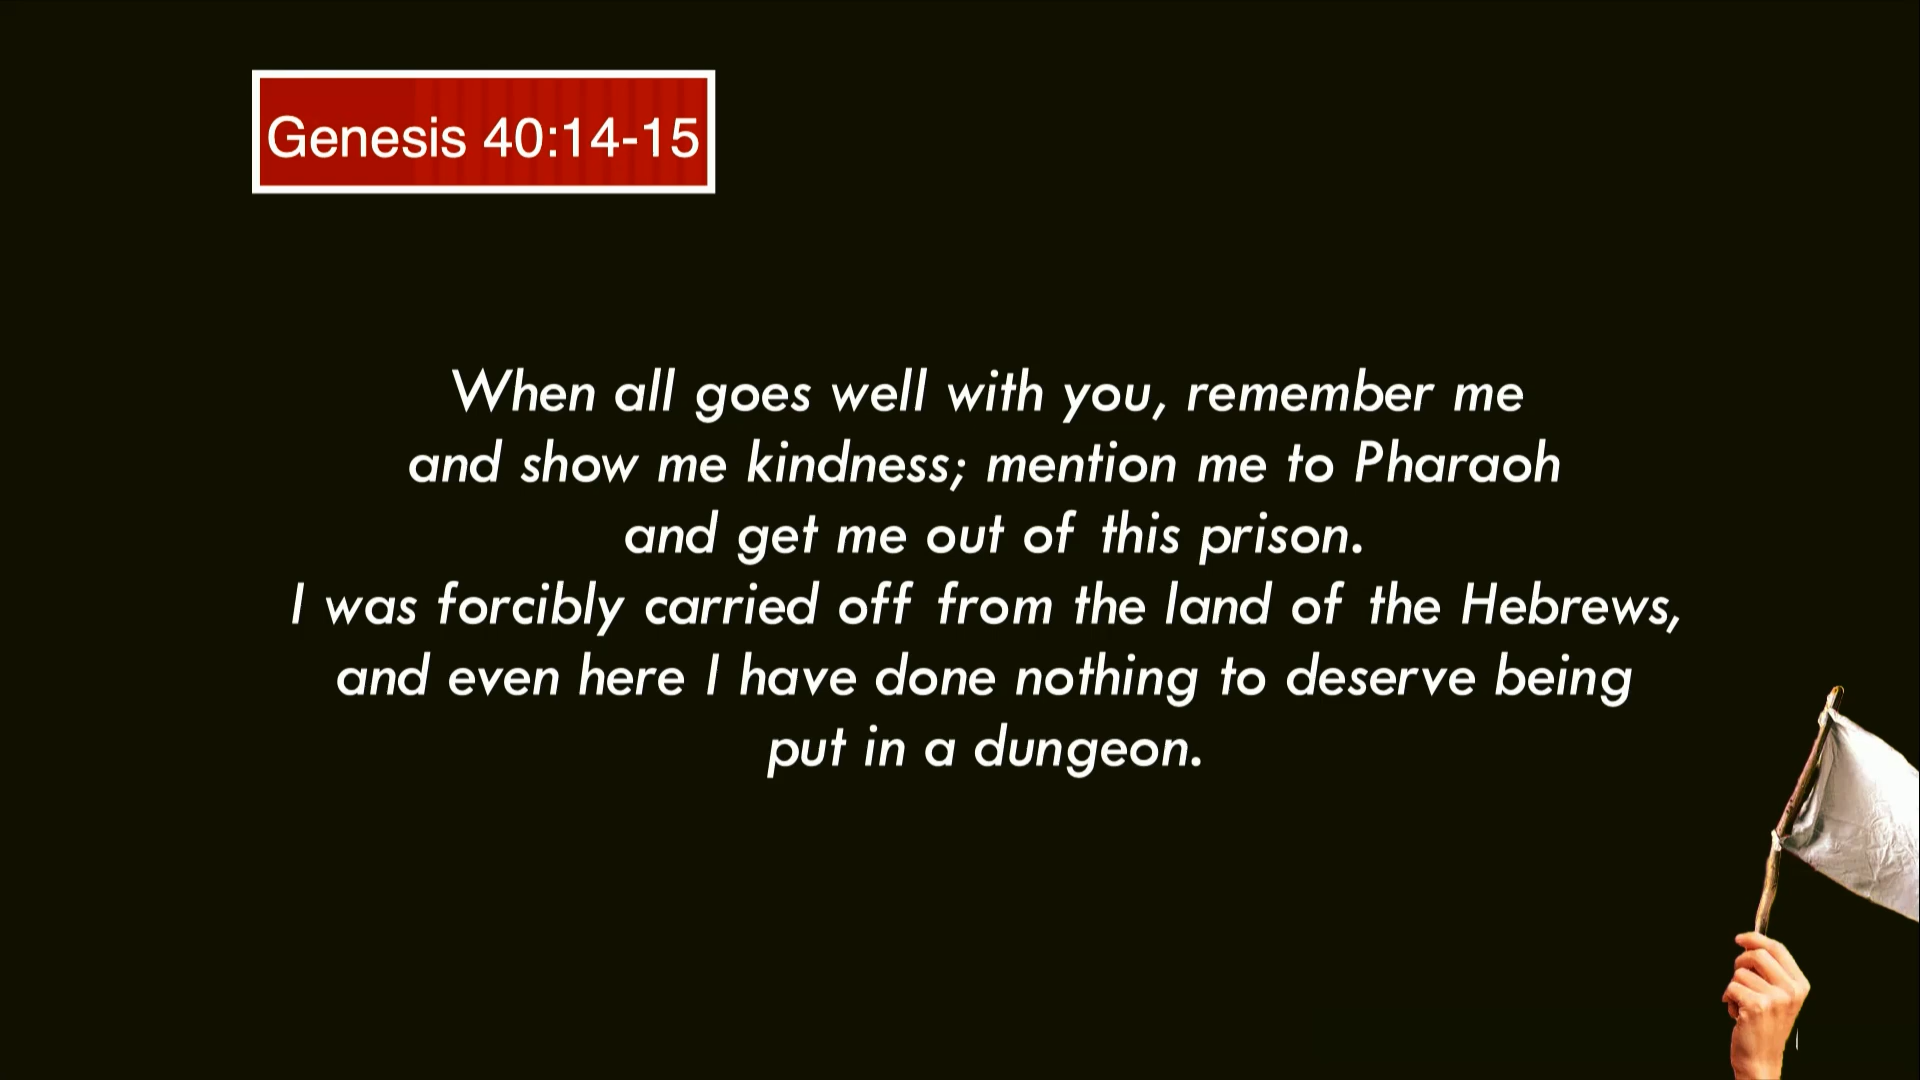 Genesis 40:14-15
When all goes well with you, remember me
and show me kindness; mention me to Pharaoh
and get me out of this prison.
I was forcibly carried off from the land of the Hebrews,
and even here I have done nothing to deserve being
put in a dungeon.